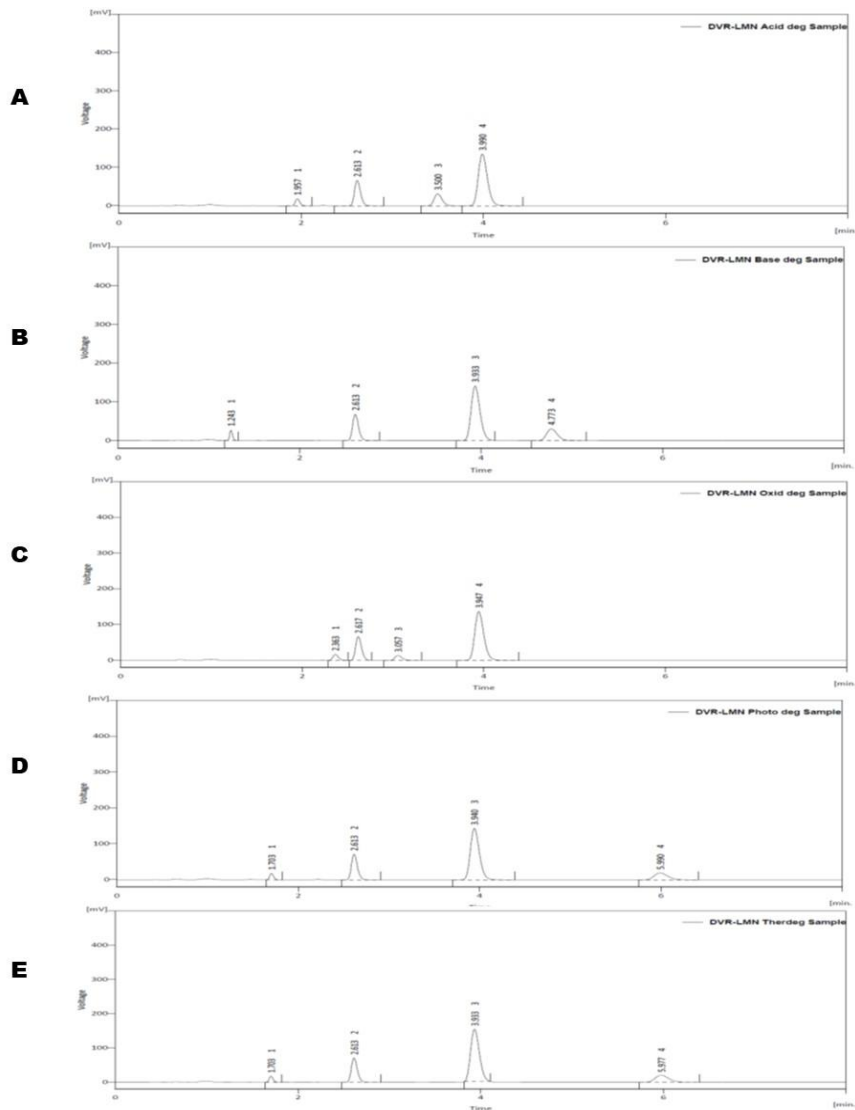 A
[mV]
DVR-LMN Acid deg Sample
400
300
200
100
0
Voltage
1.957 1
2.613 2
3.500 3
3.990 4
0 2 4 6
Time
[min.
B
[mV]
DVR-LMN Base deg Sample
400
300
200
100
0
Voltage
1.243 1
2.613 2
3.933 3
4.773 4
0 2 4 6
Time
[min.
C
[mV]
DVR-LMN Oxid deg Sample
400
300
200
100
0
Voltage
2.363 1
2.617 2
3.057 3
3.947 4
0 2 4 6
Time
[min.
D
[mV]
DVR-LMN Photo deg Sample
400
300
200
100
0
Voltage
1.703 1
2.613 2
3.940 3
5.990 4
0 2 4 6
[min.
E
[mV]
DVR-LMN Therdeg Sample
400
300
200
100
0
Voltage
1.703 1
2.613 2
3.933 3
5.977 4
0 2 4 6
Time
[min.